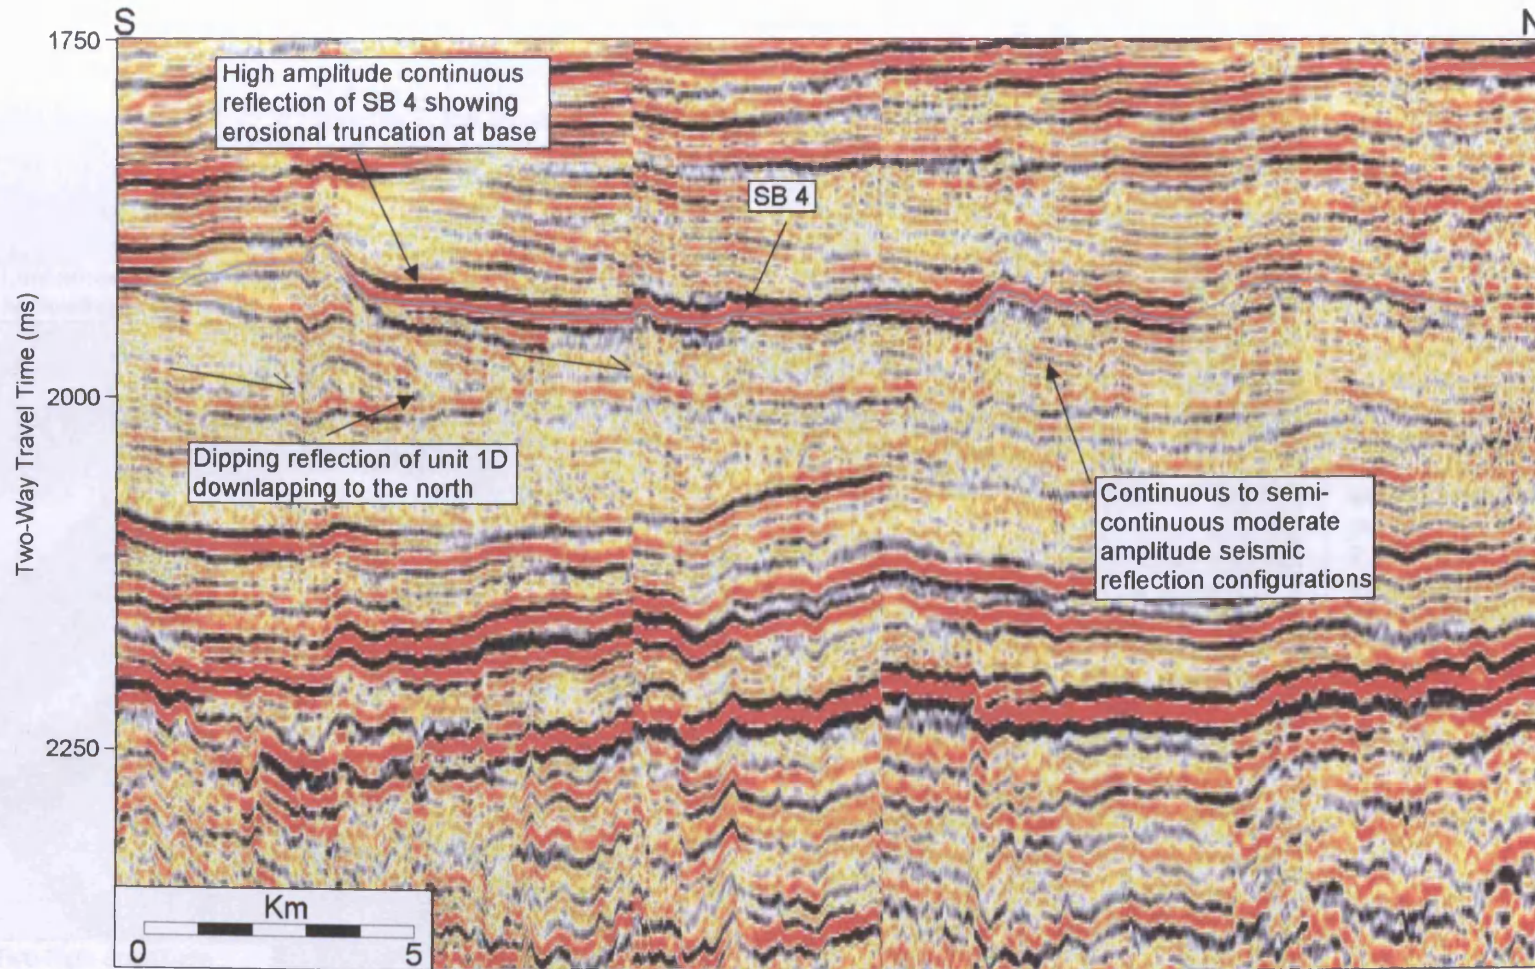 S
N
1750
High amplitude continuous
reflection of SB 4 showing
erosional truncation at base
SB 4
Two-Way Travel Time (ms)
2000
Dipping reflection of unit 1D
downlapping to the north
Continuous to semi-
continuous moderate
amplitude seismic
reflection configurations
2250
Km
0
5